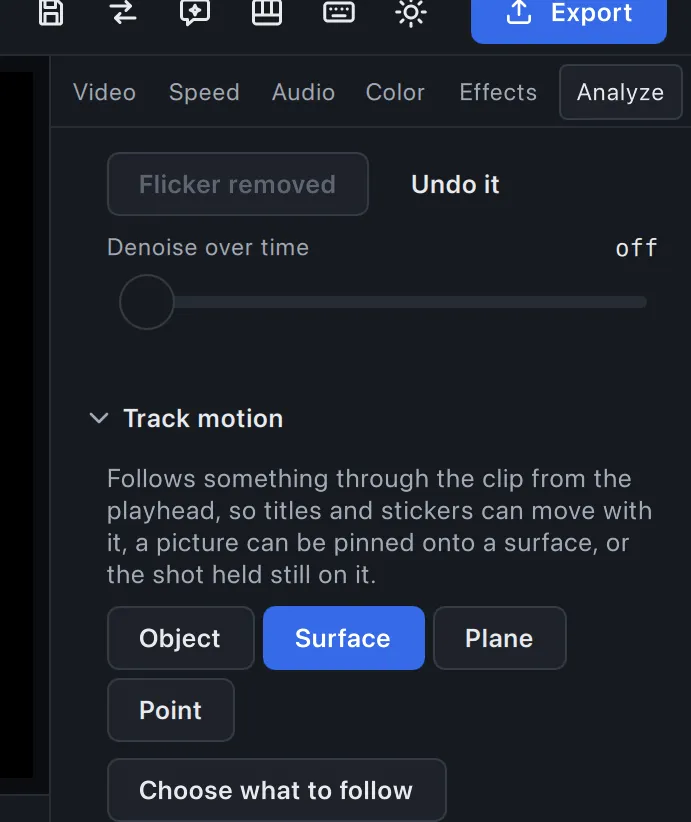 Export
Video Speed Audio Color Effects Analyze
Flicker removed Undo it
Denoise over time off
Track motion
Follows something through the clip from the
playhead, so titles and stickers can move with
it, a picture can be pinned onto a surface, or
the shot held still on it.
Object Surface Plane
Point
Choose what to follow